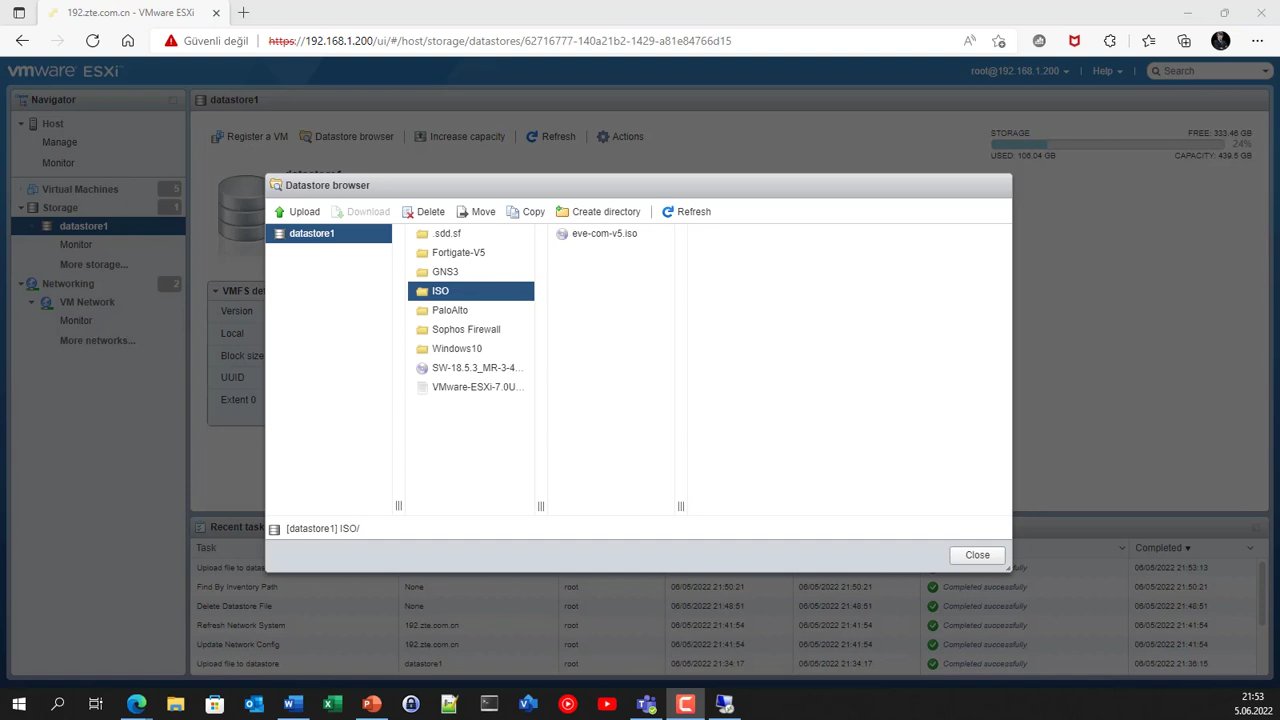 192.zte.com.cn - VMware ESXi
Güvenli değil https://192.168.1.200/ui/#/host/storage/datastores/62716777-140a21b2-1429-a81e84766d15
vmware ESXi
root@192.168.1.200 Help Search
Navigator
datastore1
Host
Manage
Monitor
Virtual Machines 5
Storage 1
datastore1
Monitor
More storage...
Networking 2
VM Network
Monitor
More networks...
Register a VM Datastore browser Increase capacity Refresh Actions
STORAGE FREE: 333.46 GB
24%
USED: 106.04 GB CAPACITY: 439.5 GB
Version
Local
Block size
UUID
Extent 0
Datastore browser
Upload Download Delete Move Copy Create directory Refresh
datastore1
.sdd.sf
Fortigate-V5
GNS3
ISO
PaloAlto
Sophos Firewall
Windows10
SW-18.5.3_MR-3-4...
VMware-ESXi-7.0U...
eve-com-v5.iso
[datastore1] ISO/
Close
Task Completed
06/05/2022 21:53:13
Find By Inventory Path None root 06/05/2022 21:50:21 06/05/2022 21:50:21 Completed successfully 06/05/2022 21:50:21
Delete Datastore File None root 06/05/2022 21:48:51 06/05/2022 21:48:51 Completed successfully 06/05/2022 21:48:51
Refresh Network System 192.zte.com.cn root 06/05/2022 21:41:54 06/05/2022 21:41:54 Completed successfully 06/05/2022 21:41:54
Update Network Config 192.zte.com.cn root 06/05/2022 21:41:54 06/05/2022 21:41:54 Completed successfully 06/05/2022 21:41:54
Upload file to datastore datastore1 root 06/05/2022 21:34:17 06/05/2022 21:34:17 Completed successfully 06/05/2022 21:36:15
21:53
5.06.2022